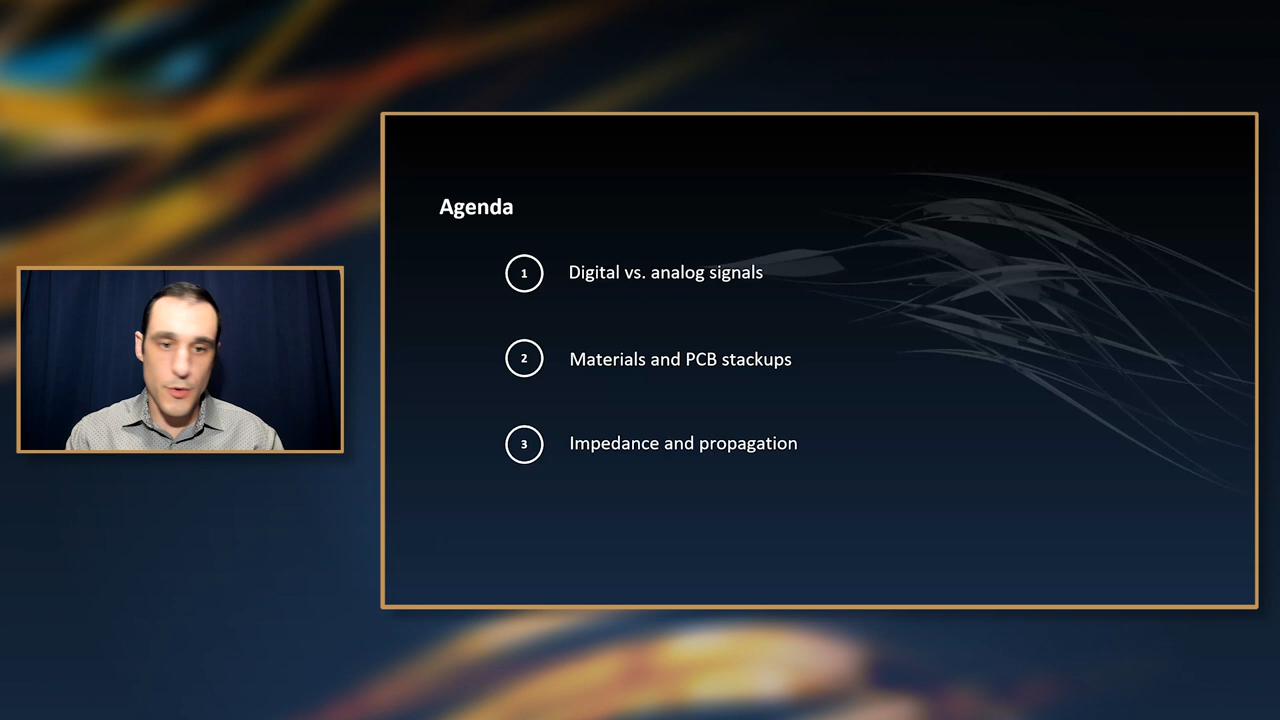 Agenda
1 Digital vs. analog signals
2 Materials and PCB stackups
3 Impedance and propagation